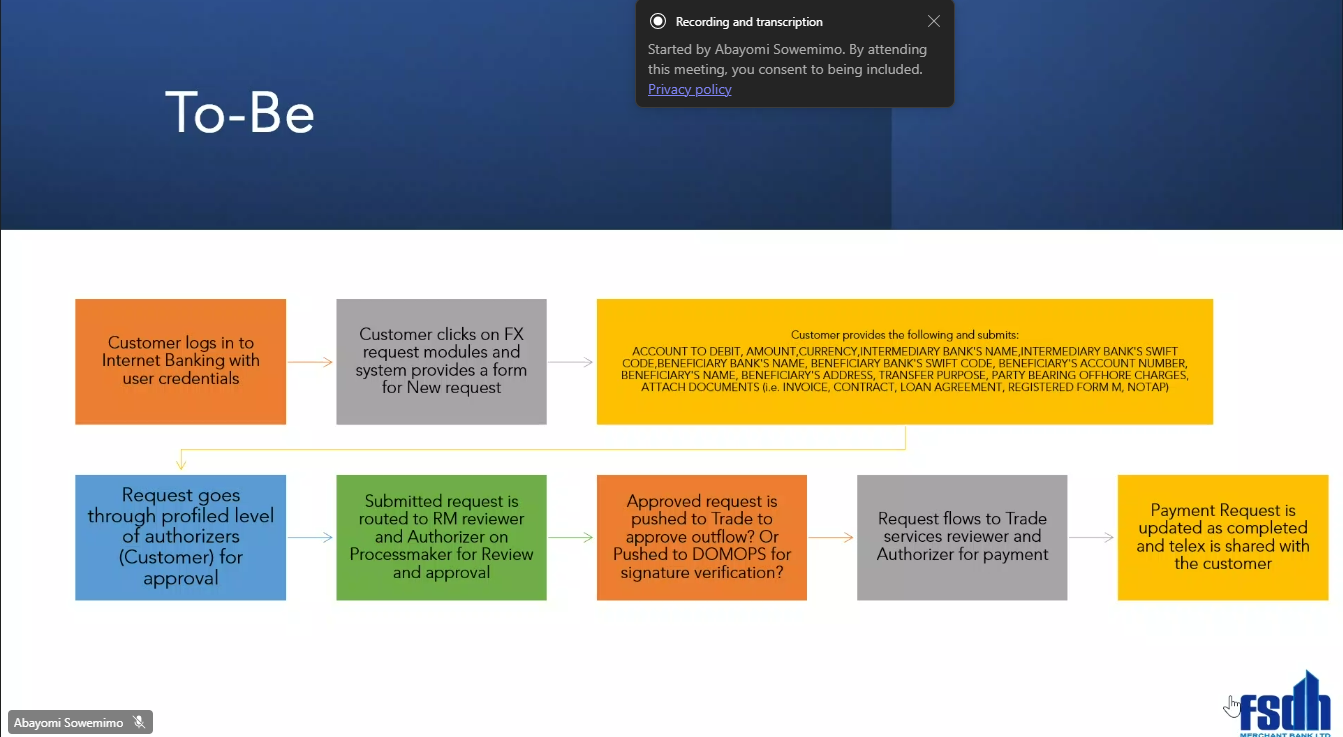 Recording and transcription
Started by Abayomi Sowemimo. By attending
this meeting, you consent to being included.
Privacy policy
To-Be
Customer logs in to
Internet Banking with
user credentials
Customer clicks on FX
request modules and
system provides a form
for New request
Customer provides the following and submits:
ACCOUNT TO DEBIT, AMOUNT,CURRENCY,INTERMEDIARY BANK'S NAME,INTERMEDIARY BANK'S SWIFT
CODE,BENEFICIARY BANK'S NAME, BENEFICIARY BANK'S SWIFT CODE, BENEFICIARY'S ACCOUNT NUMBER,
BENEFICIARY'S NAME, BENEFICIARY'S ADDRESS, TRANSFER PURPOSE, PARTY BEARING OFFHORE CHARGES,
ATTACH DOCUMENTS (i.e. INVOICE, CONTRACT, LOAN AGREEMENT, REGISTERED FORM M, NOTAP)
Request goes
through profiled level
of authorizers
(Customer) for
approval
Submitted request is
routed to RM reviewer
and Authorizer on
Processmaker for Review
and approval
Approved request is
pushed to Trade to
approve outflow? Or
Pushed to DOMOPS for
signature verification?
Request flows to Trade
services reviewer and
Authorizer for payment
Payment Request is
updated as completed
and telex is shared with
the customer
Abayomi Sowemimo
fsdh
MERCHANT BANK LTD